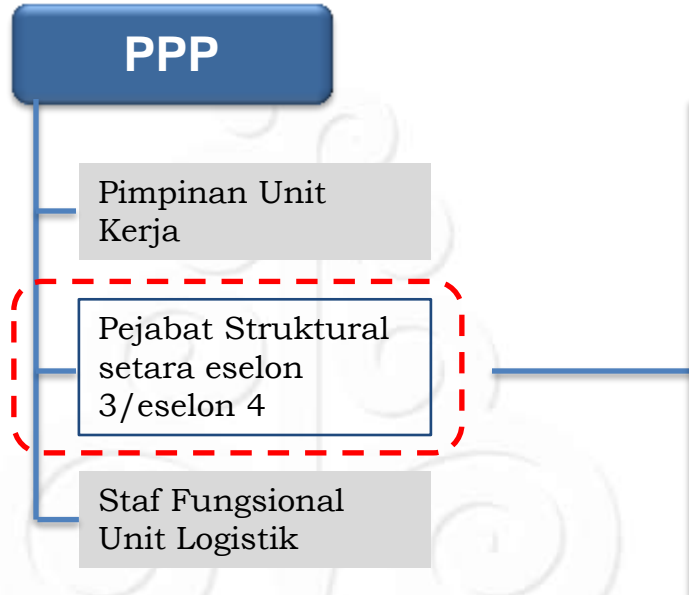 PPP
Pimpinan Unit
Kerja
Pejabat Struktural
setara eselon
3/eselon 4
Staf Fungsional
Unit Logistik